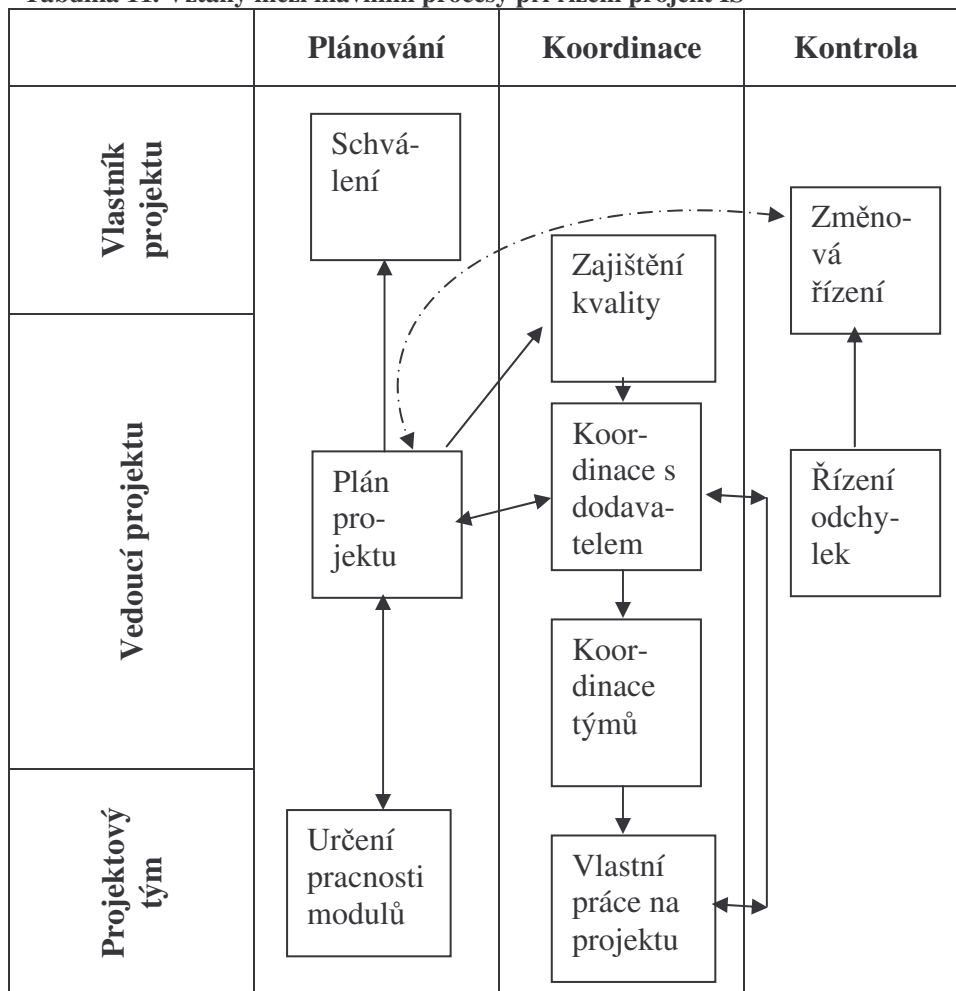 Plánování
Koordinace
Kontrola
Vlastník
projektu
Schvá-
lení
Zajištění
kvality
Změno-
vá
řízení
Vedoucí projektu
Plán
pro-
jektu
Koor-
dinace s
dodava-
telem
Řízení
odchy-
lek
Koor-
dinace
týmů
Projektový
tým
Určení
pracnosti
modulů
Vlastní
práce na
projektu